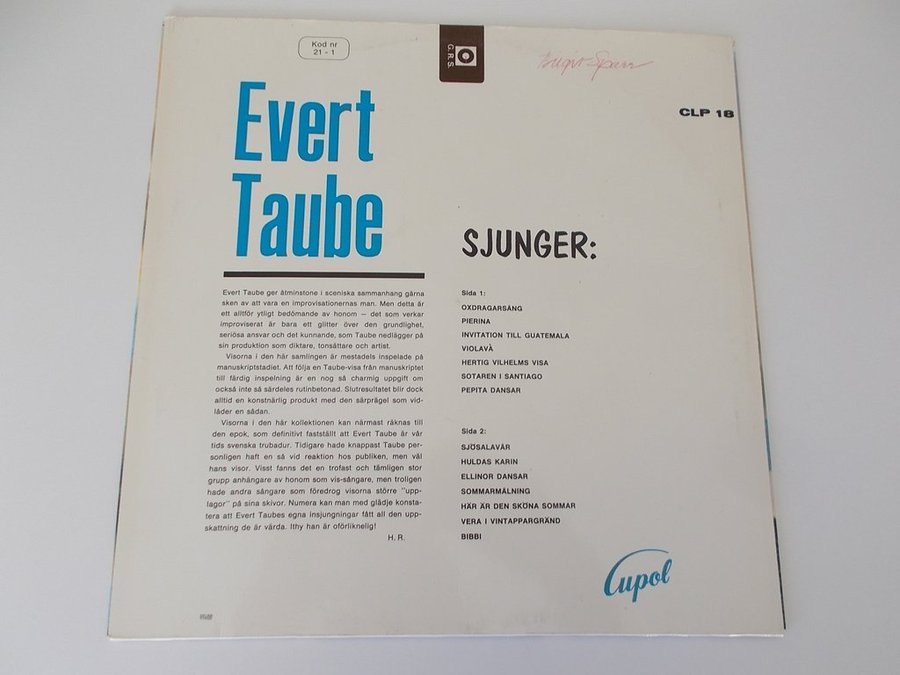 Kod nr
21 - 1
G.R.S
CLP 18
Evert
Taube
Evert Taube ger åtminstone i sceniska sammanhang gärna
sken av att vara en improvisationernas man. Men detta är
ett alltför ytligt bedömande av honom — det som verkar
improviserat är bara ett glitter över den grundlighet,
seriösa ansvar och det kunnande, som Taube nedlägger på
sin produktion som diktare, tonsättare och artist.
Visorna i den här samlingen är mestadels inspelade på
manuskriptstadiet. Att följa en Taube-visa från manuskriptet
till färdig inspelning är en nog så charmig uppgift om
också inte så särdeles rutinbetonad. Slutresultatet blir dock
alltid en konstnärlig produkt med den särprägel som vid-
låder en sådan.
Visorna i den här kollektionen kan närmast räknas till
den epok, som definitivt fastställt att Evert Taube är vår
tids svenska trubadur. Tidigare hade knappast Taube per-
sonligen haft en så vid reaktion hos publiken, men väl
hans visor. Visst fanns det en trofast och tämligen stor
grupp anhängare av honom som vis-sångare, men troligen
hade andra sångare som föredrog visorna större "upp-
lagor" på sina skivor. Numera kan man med glädje konsta-
tera att Evert Taubes egna insjungningar fått all den upp-
skattning de är värda. Ithy han är oförliknelig!
H. R.
SJUNGER:
Sida 1:
OXDRAGARSÅNG
PIERINA
INVITATION TILL GUATEMALA
VIOLAVÀ
HERTIG VILHELMS VISA
SOTAREN I SANTIAGO
PEPITA DANSAR
Sida 2:
SJÖSALAVÅR
HULDAS KARIN
ELLINOR DANSAR
SOMMARMÅLNING
HÄR ÄR DEN SKÖNA SOMMAR
VERA I VINTAPPARGRÄND
BIBBI
Cupol